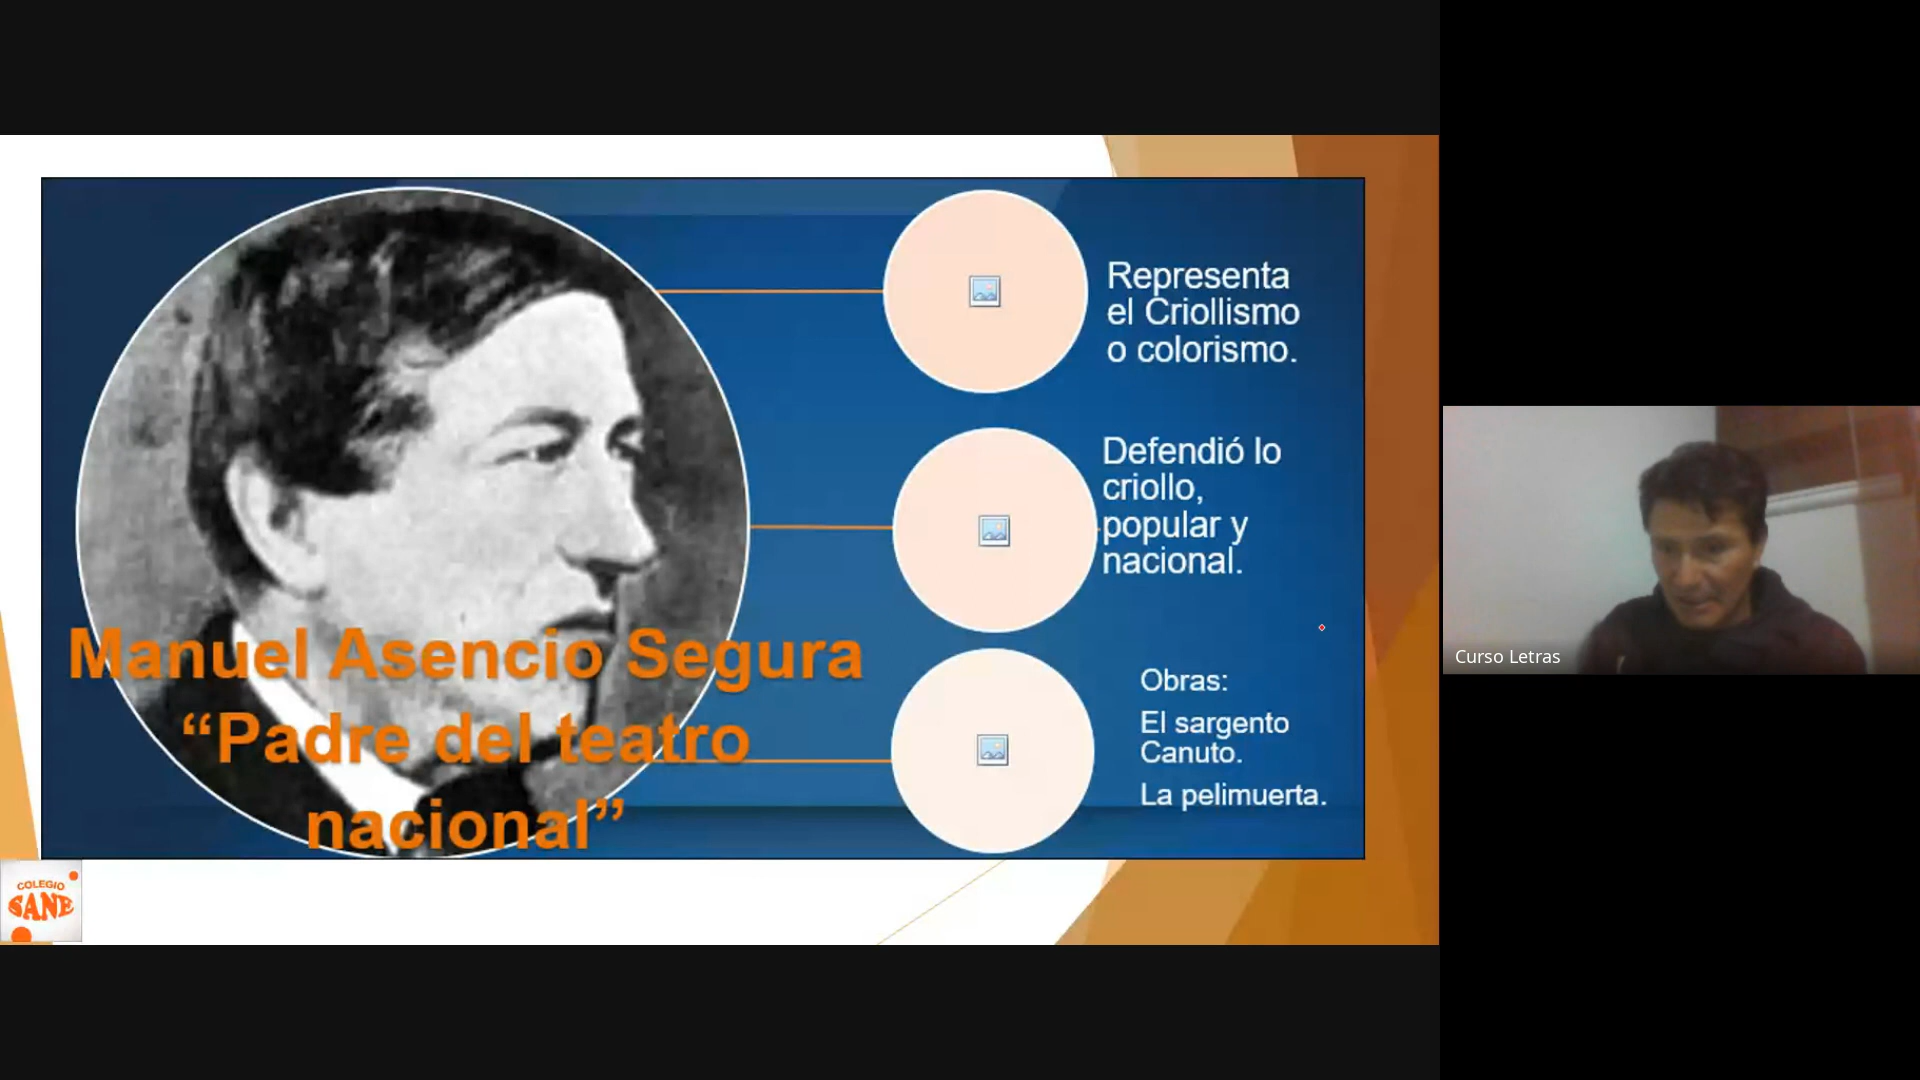 Representa
el Criollismo
o colorismo.
Defendió lo
criollo,
popular y
nacional.
Manuel Asencio Segura
“Padre del teatro
nacional”
Obras:
El sargento
Canuto.
La pelimuerta.
COLEGIO
SANE
Curso Letras